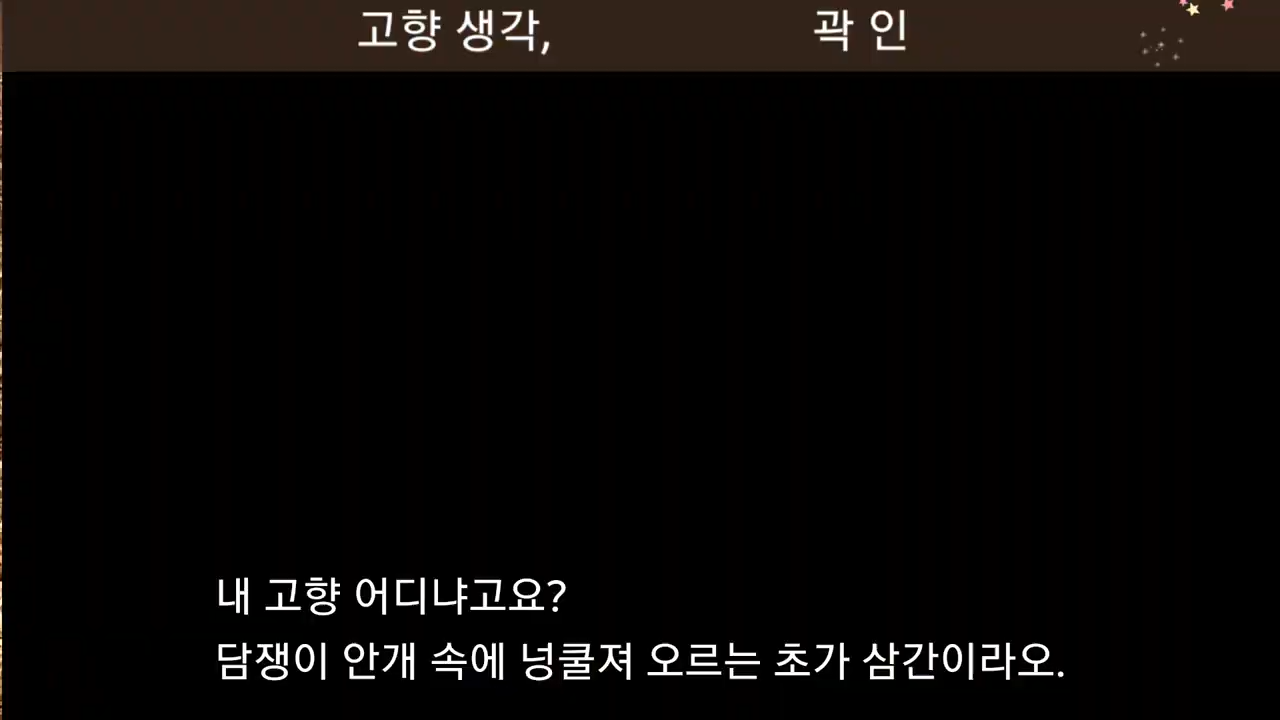 고향 생각, 곽 인
내 고향 어디냐고요?
담쟁이 안개 속에 넝쿨져 오르는 초가 삼간이라오.